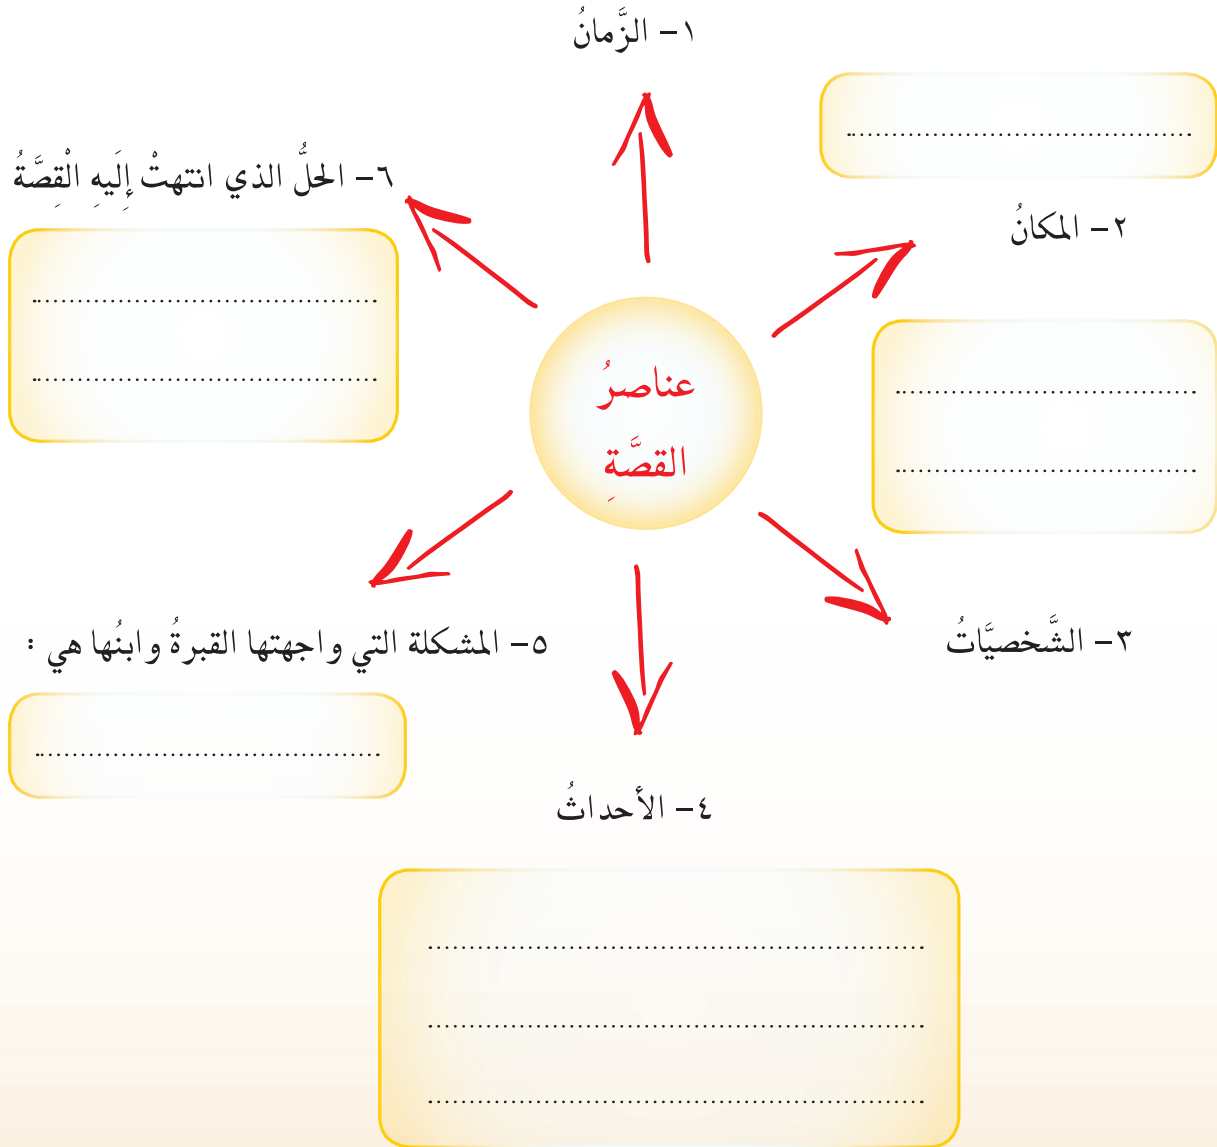 ١- الزَّمانُ
٢- المكانُ
٣- الشَّخصيَّاتُ
٤- الأحداثُ
٥- المشكلة التي واجهتها القبرةُ وابنُها هي :
٦- الحلُّ الذي انتهتْ إِلَيهِ الْقِصَّةُ
عناصرُ
القصَّةِ